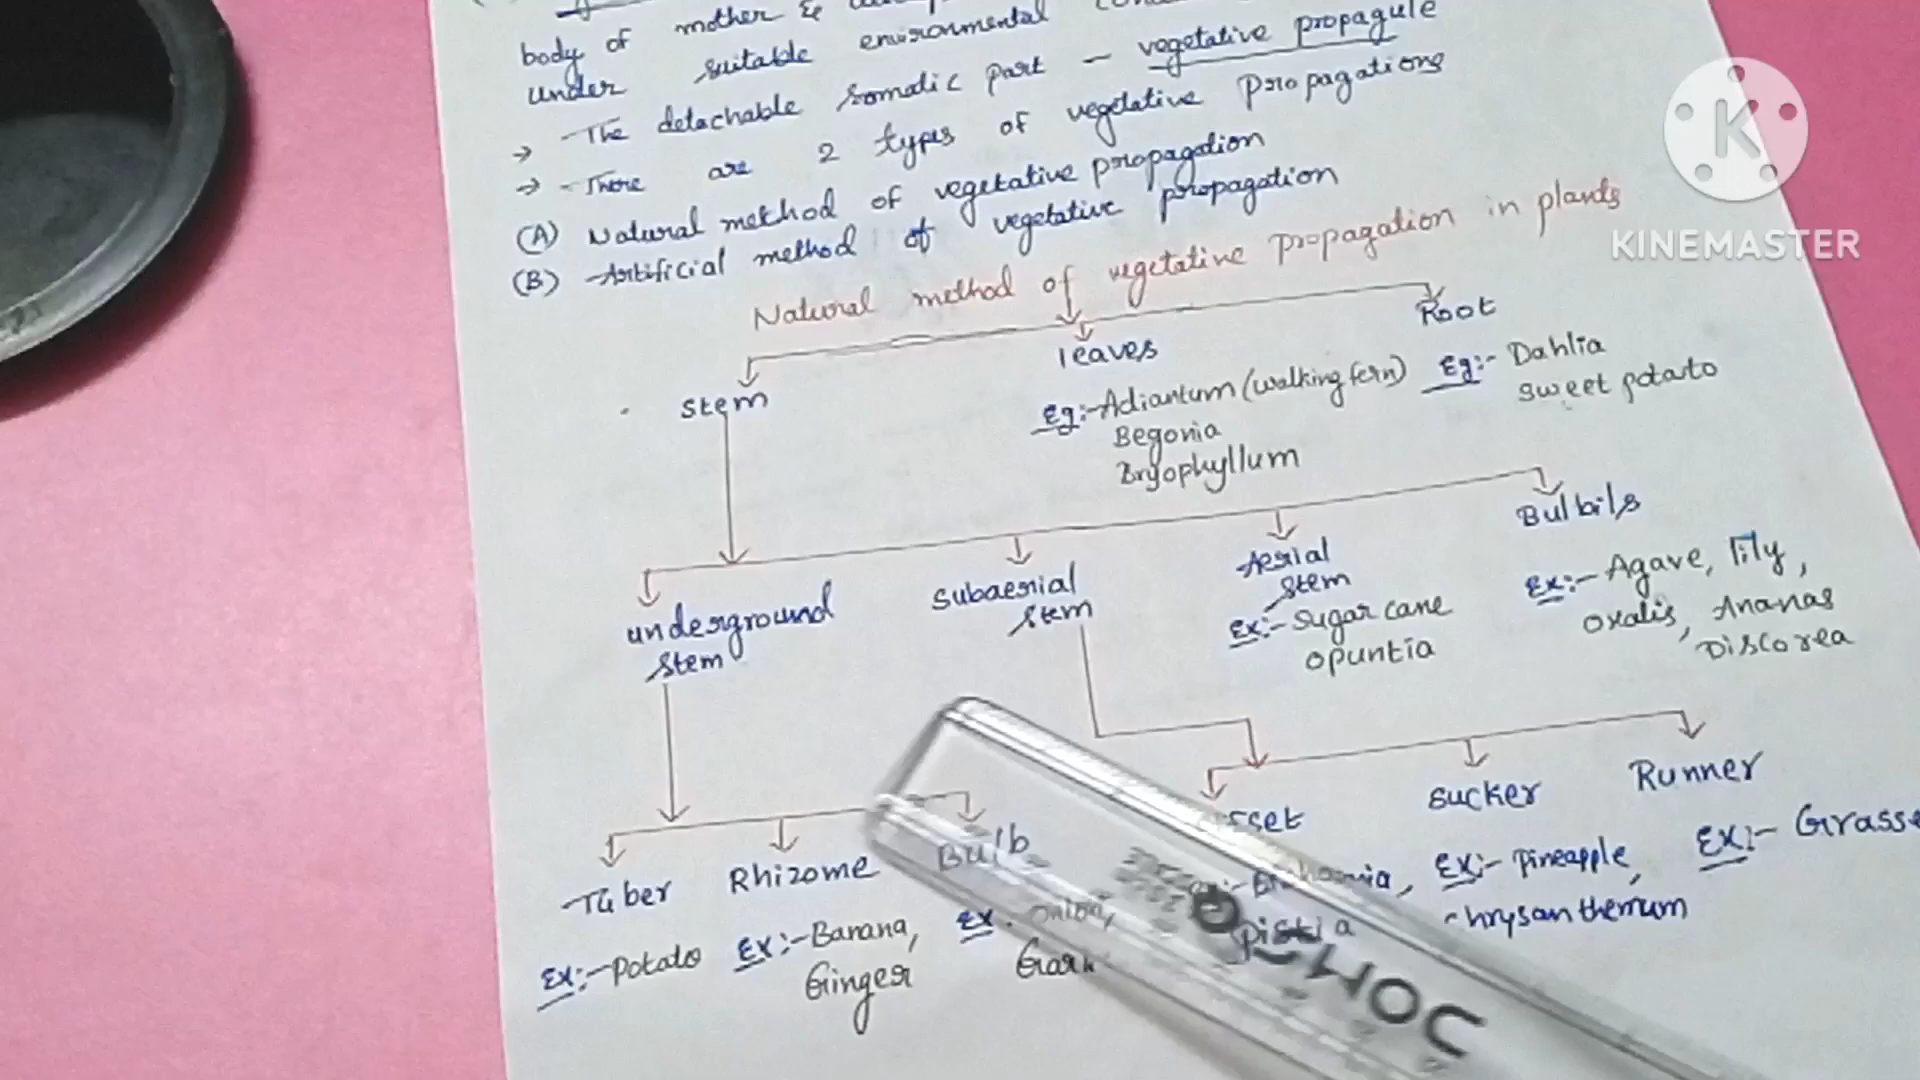 body of mother &
under suitable environmental
→ The detachable somatic part - vegetative propagule
→ There are 2 types of vegetative propagations
(A) Natural method of vegetative propagation
(B) Artificial method of vegetative propagation
Natural method of vegetative propagation in plants
stem leaves Root
Eg:- Adiantum (walking fern) Eg:- Dahlia
Begonia sweet potato
Bryophyllum
underground subaerial Aerial Bulbils
stem stem stem
Ex:- Sugar cane Ex:- Agave, lily,
opuntia oxalis, Ananas
Discorea
Tuber Rhizome Bulb sucker Runner
Ex:- Potato Ex:- Banana, Ex:- Onion, Ex:- Pineapple, Ex:- Grasse
Ginger Pistia chrysanthemum
K
KINEMASTER